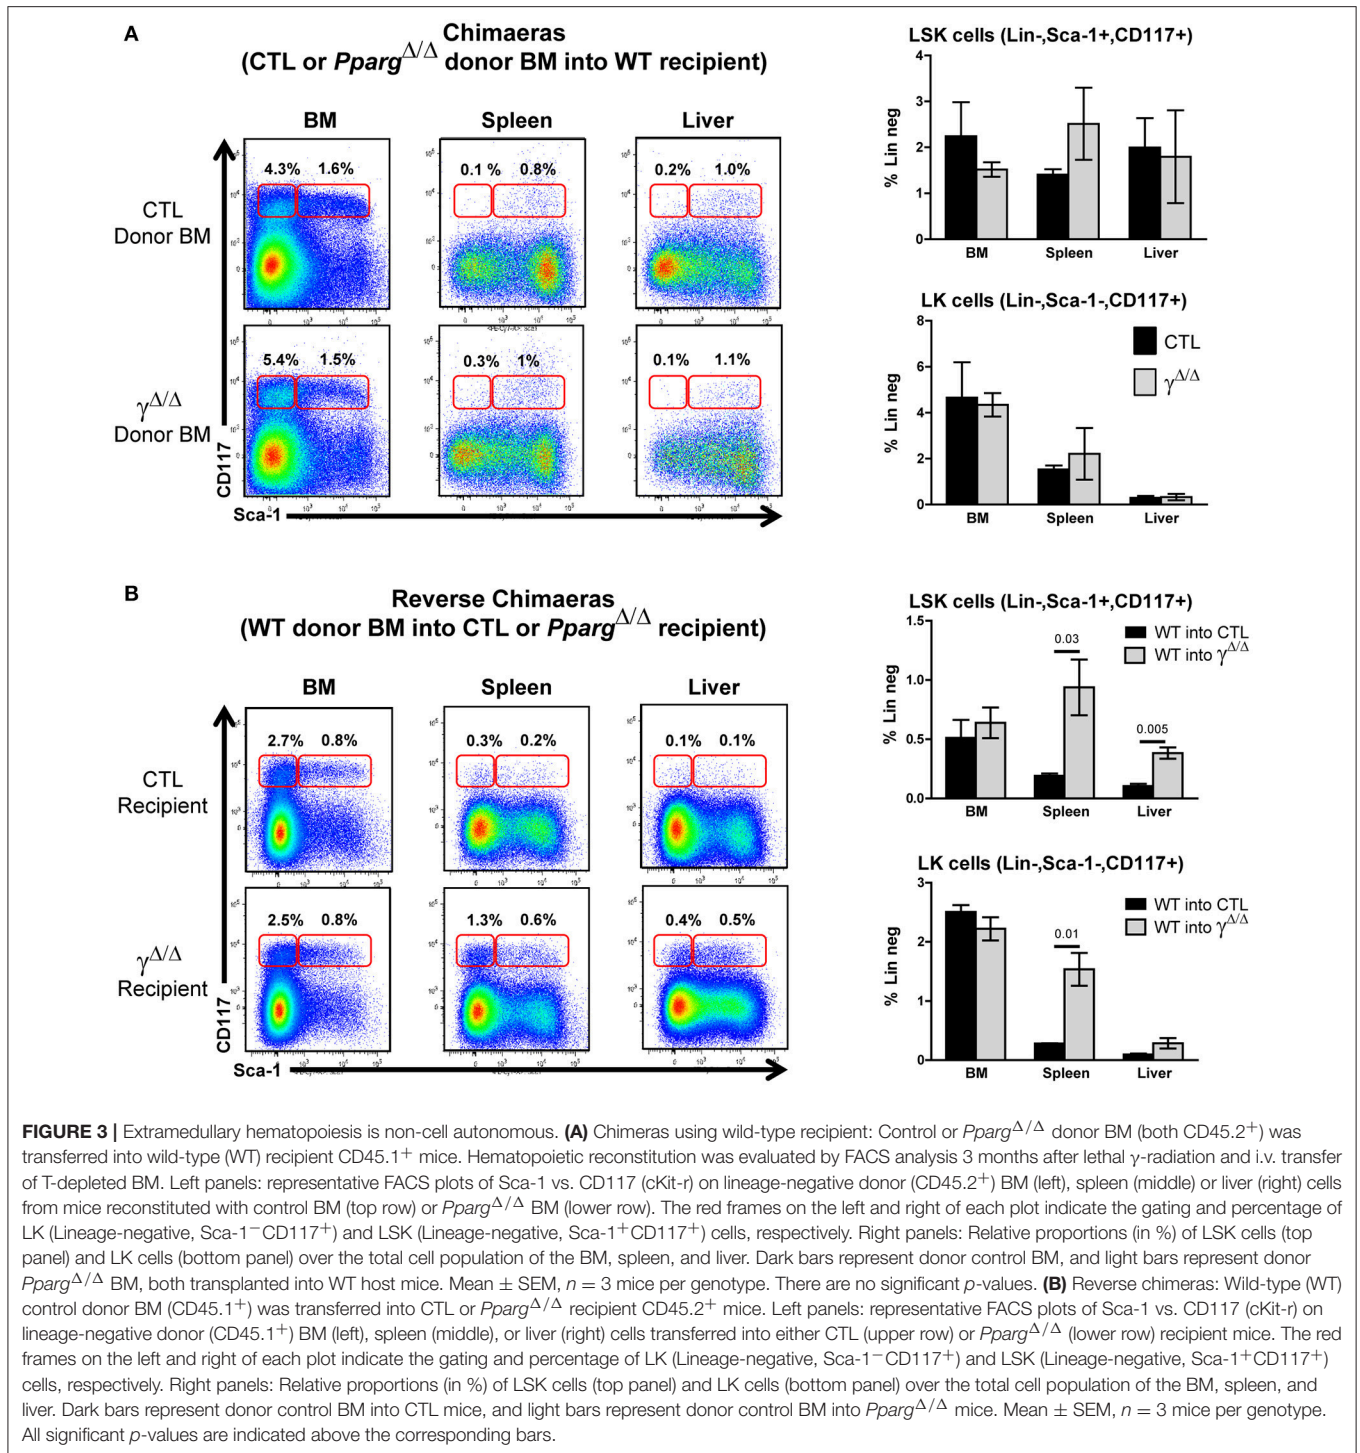 A
Chimaeras
(CTL or Pparg^Δ/Δ donor BM into WT recipient)
BM Spleen Liver
CTL
Donor BM
4.3% 1.6%
0.1 % 0.8%
0.2% 1.0%
γ^Δ/Δ
Donor BM
5.4% 1.5%
0.3% 1%
0.1% 1.1%
CD117
Sca-1
LSK cells (Lin-,Sca-1+,CD117+)
% Lin neg
4
3
2
1
0
BM Spleen Liver
LK cells (Lin-,Sca-1-,CD117+)
% Lin neg
8
6
4
2
0
CTL
γ^Δ/Δ
BM Spleen Liver
B
Reverse Chimaeras
(WT donor BM into CTL or Pparg^Δ/Δ recipient)
BM Spleen Liver
CTL
Recipient
2.7% 0.8%
0.3% 0.2%
0.1% 0.1%
γ^Δ/Δ
Recipient
2.5% 0.8%
1.3% 0.6%
0.4% 0.5%
CD117
Sca-1
LSK cells (Lin-,Sca-1+,CD117+)
% Lin neg
1.5
1.0
0.5
0.0
WT into CTL
WT into γ^Δ/Δ
0.03
0.005
BM Spleen Liver
LK cells (Lin-,Sca-1-,CD117+)
% Lin neg
3
2
1
0
WT into CTL
WT into γ^Δ/Δ
0.01
BM Spleen Liver
FIGURE 3 | Extramedullary hematopoiesis is non-cell autonomous. (A) Chimeras using wild-type recipient: Control or Pparg^Δ/Δ donor BM (both CD45.2+) was
transferred into wild-type (WT) recipient CD45.1+ mice. Hematopoietic reconstitution was evaluated by FACS analysis 3 months after lethal γ-radiation and i.v. transfer
of T-depleted BM. Left panels: representative FACS plots of Sca-1 vs. CD117 (cKit-r) on lineage-negative donor (CD45.2+) BM (left), spleen (middle) or liver (right) cells
from mice reconstituted with control BM (top row) or Pparg^Δ/Δ BM (lower row). The red frames on the left and right of each plot indicate the gating and percentage of
LK (Lineage-negative, Sca-1−CD117+) and LSK (Lineage-negative, Sca-1+CD117+) cells, respectively. Right panels: Relative proportions (in %) of LSK cells (top
panel) and LK cells (bottom panel) over the total cell population of the BM, spleen, and liver. Dark bars represent donor control BM, and light bars represent donor
Pparg^Δ/Δ BM, both transplanted into WT host mice. Mean ± SEM, n = 3 mice per genotype. There are no significant p-values. (B) Reverse chimeras: Wild-type (WT)
control donor BM (CD45.1+) was transferred into CTL or Pparg^Δ/Δ recipient CD45.2+ mice. Left panels: representative FACS plots of Sca-1 vs. CD117 (cKit-r) on
lineage-negative donor (CD45.1+) BM (left), spleen (middle), or liver (right) cells transferred into either CTL (upper row) or Pparg^Δ/Δ (lower row) recipient mice. The red
frames on the left and right of each plot indicate the gating and percentage of LK (Lineage-negative, Sca-1−CD117+) and LSK (Lineage-negative, Sca-1+CD117+)
cells, respectively. Right panels: Relative proportions (in %) of LSK cells (top panel) and LK cells (bottom panel) over the total cell population of the BM, spleen, and
liver. Dark bars represent donor control BM into CTL mice, and light bars represent donor control BM into Pparg^Δ/Δ mice. Mean ± SEM, n = 3 mice per genotype.
All significant p-values are indicated above the corresponding bars.